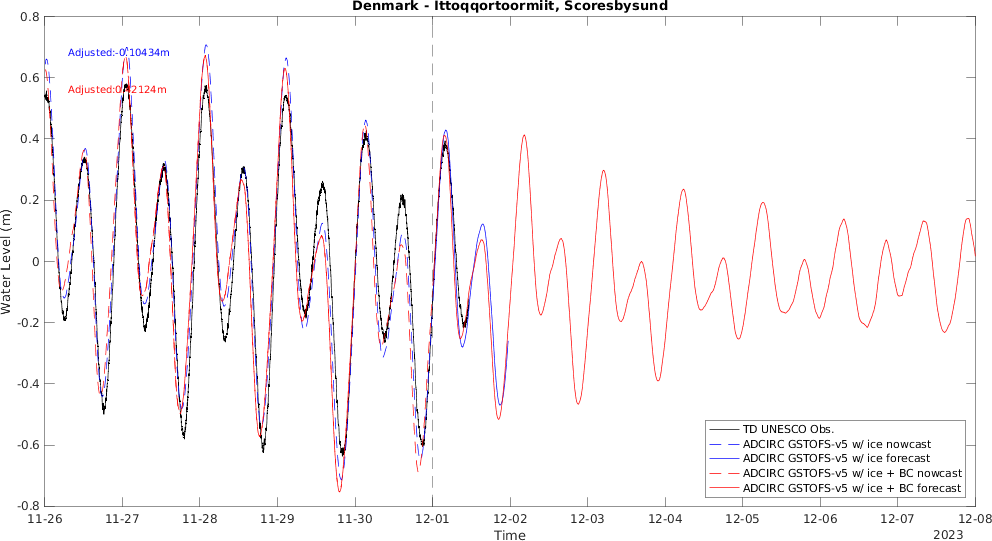 Denmark - Ittoqqortoormiit, Scoresbysund
Adjusted:-0.10434m
Water Level (m)
0.8
0.6
0.4
0.2
0
-0.2
-0.4
-0.6
-0.8
TD UNESCO Obs.
ADCIRC GSTOFS-v5 w/ ice nowcast
ADCIRC GSTOFS-v5 w/ ice forecast
ADCIRC GSTOFS-v5 w/ ice + BC nowcast
ADCIRC GSTOFS-v5 w/ ice + BC forecast
11-26 11-27 11-28 11-29 11-30 12-01 12-02 12-03 12-04 12-05 12-06 12-07 12-08
Time
2023